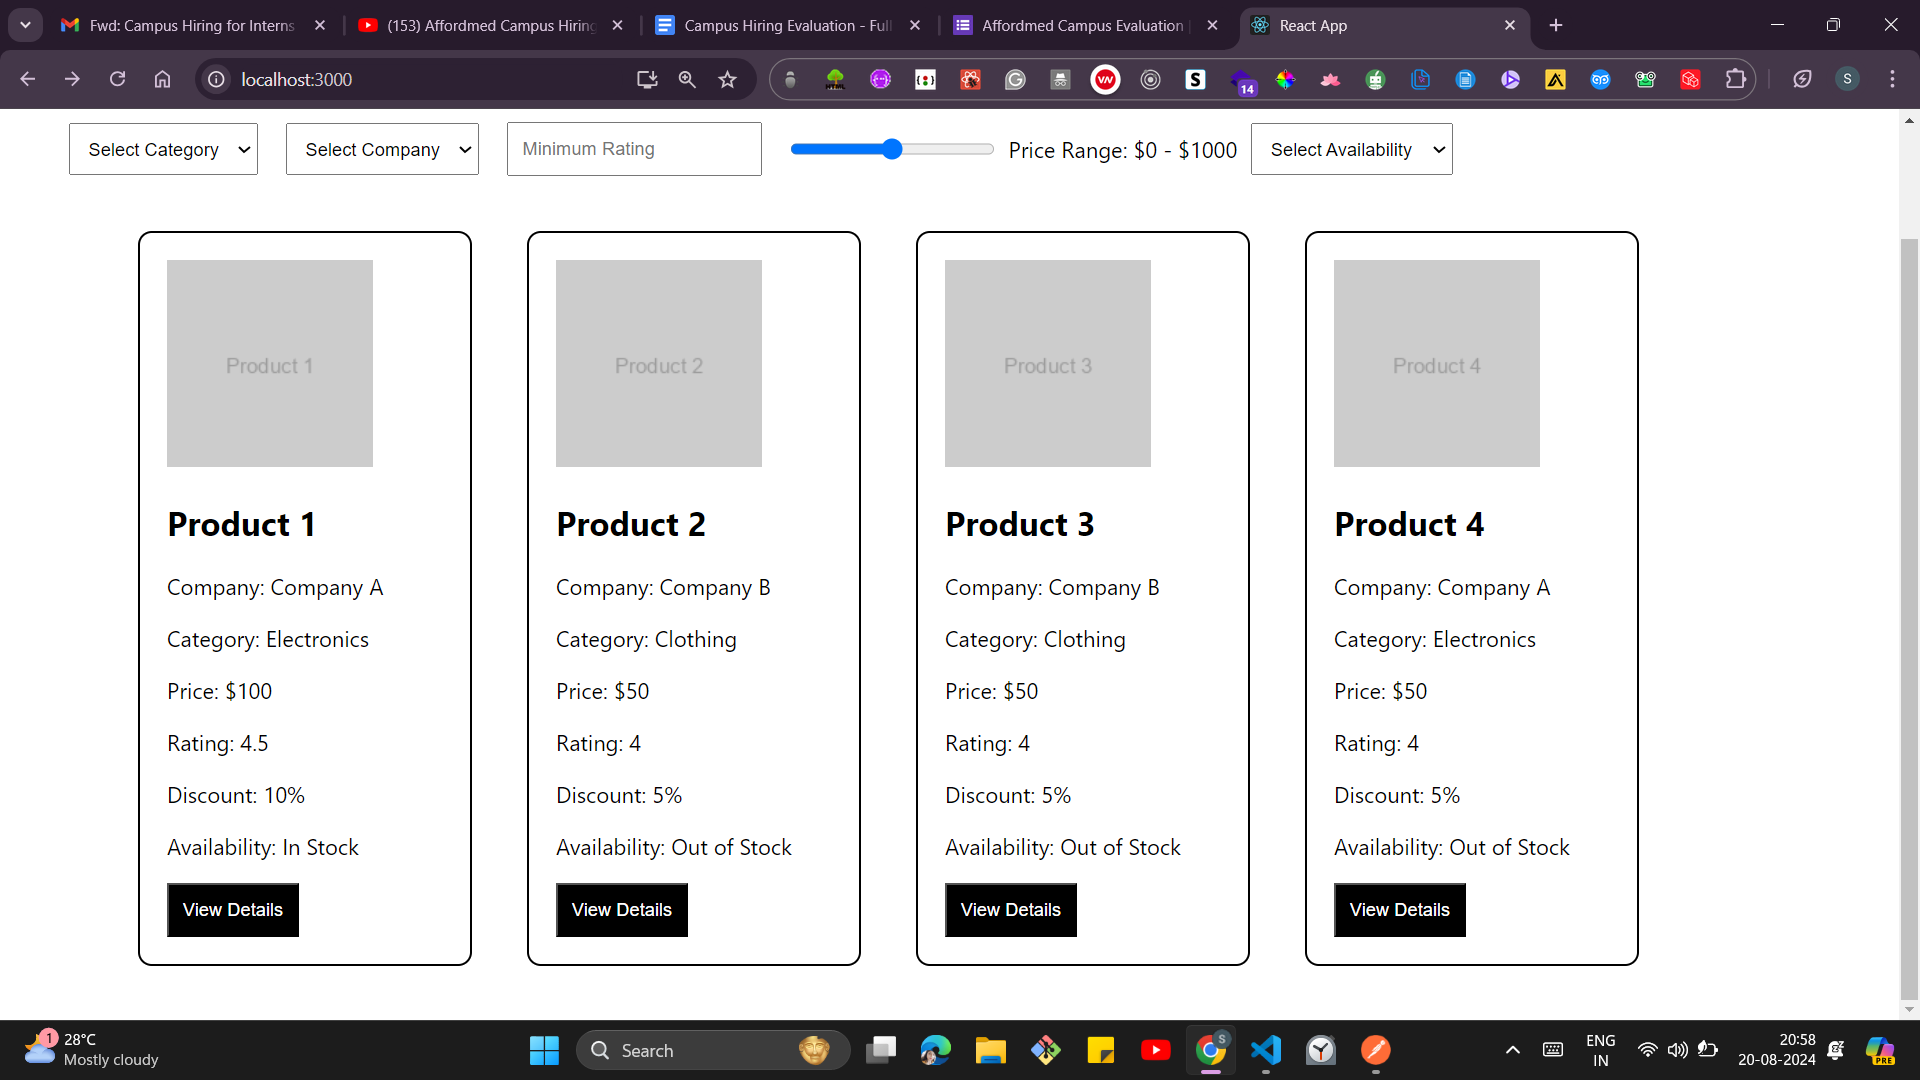 Fwd: Campus Hiring for Interns
(153) Affordmed Campus Hiring
Campus Hiring Evaluation - Full
Affordmed Campus Evaluation |
React App
localhost:3000
14
S
Select Category
Select Company
Minimum Rating
Price Range: $0 - $1000
Select Availability
Product 1
Product 2
Product 3
Product 4
Product 1
Product 2
Product 3
Product 4
Company: Company A
Company: Company B
Company: Company B
Company: Company A
Category: Electronics
Category: Clothing
Category: Clothing
Category: Electronics
Price: $100
Price: $50
Price: $50
Price: $50
Rating: 4.5
Rating: 4
Rating: 4
Rating: 4
Discount: 10%
Discount: 5%
Discount: 5%
Discount: 5%
Availability: In Stock
Availability: Out of Stock
Availability: Out of Stock
Availability: Out of Stock
View Details
View Details
View Details
View Details
1
28°C
Mostly cloudy
Search
S
ENG
IN
20:58
20-08-2024
PRE